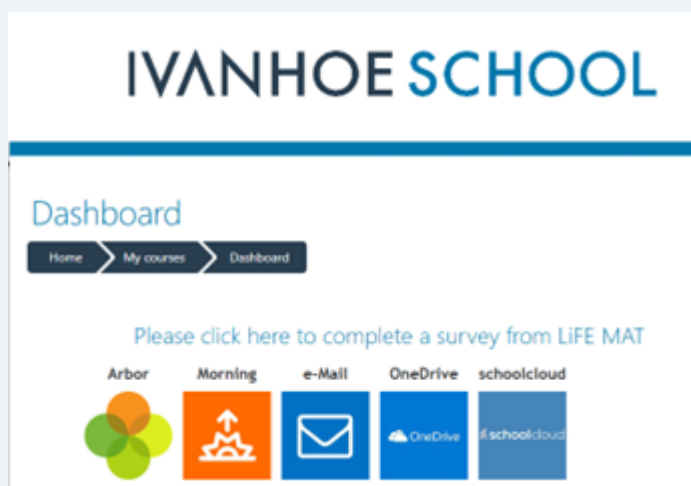 IVANHOE SCHOOL
Dashboard
Home My courses Dashboard
Please click here to complete a survey from LiFE MAT
Arbor Morning e-Mail OneDrive schoolcloud
OneDrive schoolcloud